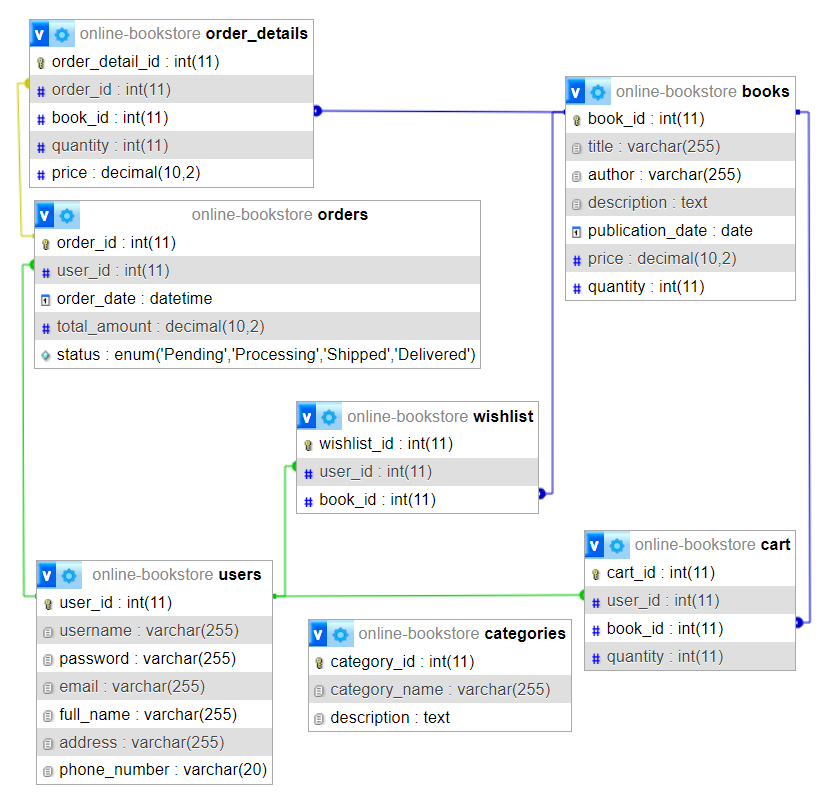 v online-bookstore order_details
order_detail_id : int(11)
# order_id : int(11)
# book_id : int(11)
# quantity : int(11)
# price : decimal(10,2)
v online-bookstore books
book_id : int(11)
title : varchar(255)
author : varchar(255)
description : text
publication_date : date
# price : decimal(10,2)
# quantity : int(11)
v online-bookstore orders
order_id : int(11)
# user_id : int(11)
order_date : datetime
# total_amount : decimal(10,2)
status : enum('Pending','Processing','Shipped','Delivered')
v online-bookstore wishlist
wishlist_id : int(11)
# user_id : int(11)
# book_id : int(11)
v online-bookstore cart
cart_id : int(11)
# user_id : int(11)
# book_id : int(11)
# quantity : int(11)
v online-bookstore users
user_id : int(11)
username : varchar(255)
password : varchar(255)
email : varchar(255)
full_name : varchar(255)
address : varchar(255)
phone_number : varchar(20)
v online-bookstore categories
category_id : int(11)
category_name : varchar(255)
description : text